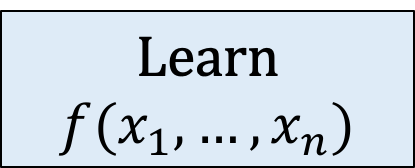 Learn
f(x₁, … , xₙ)